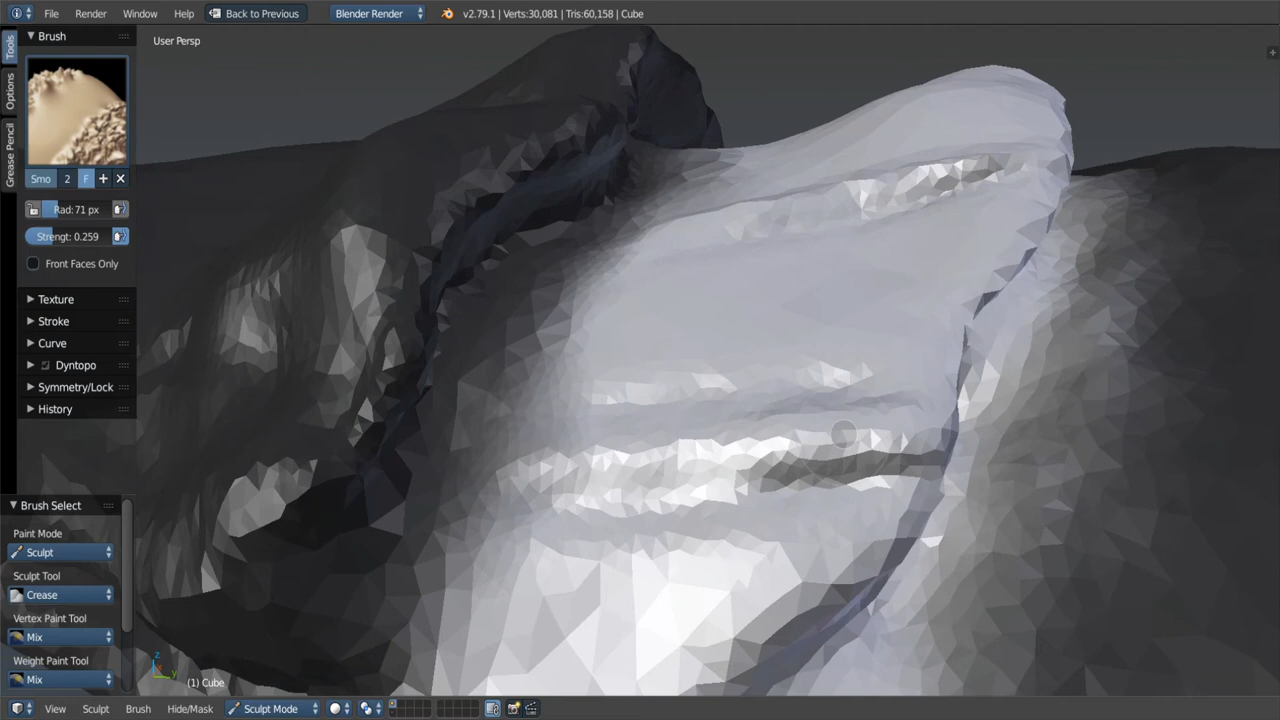 File Render Window Help Back to Previous Blender Render v2.79.1 | Verts:30,081 | Tris:60,158 | Cube
Tools
Options
Grease Pencil
Brush
Smo 2 F
Rad: 71 px
Strengt: 0.259
Front Faces Only
Texture
Stroke
Curve
Dyntopo
Symmetry/Lock
History
Brush Select
Paint Mode
Sculpt
Sculpt Tool
Crease
Vertex Paint Tool
Mix
Weight Paint Tool
Mix
User Persp
z
y
(1) Cube
View Sculpt Brush Hide/Mask Sculpt Mode